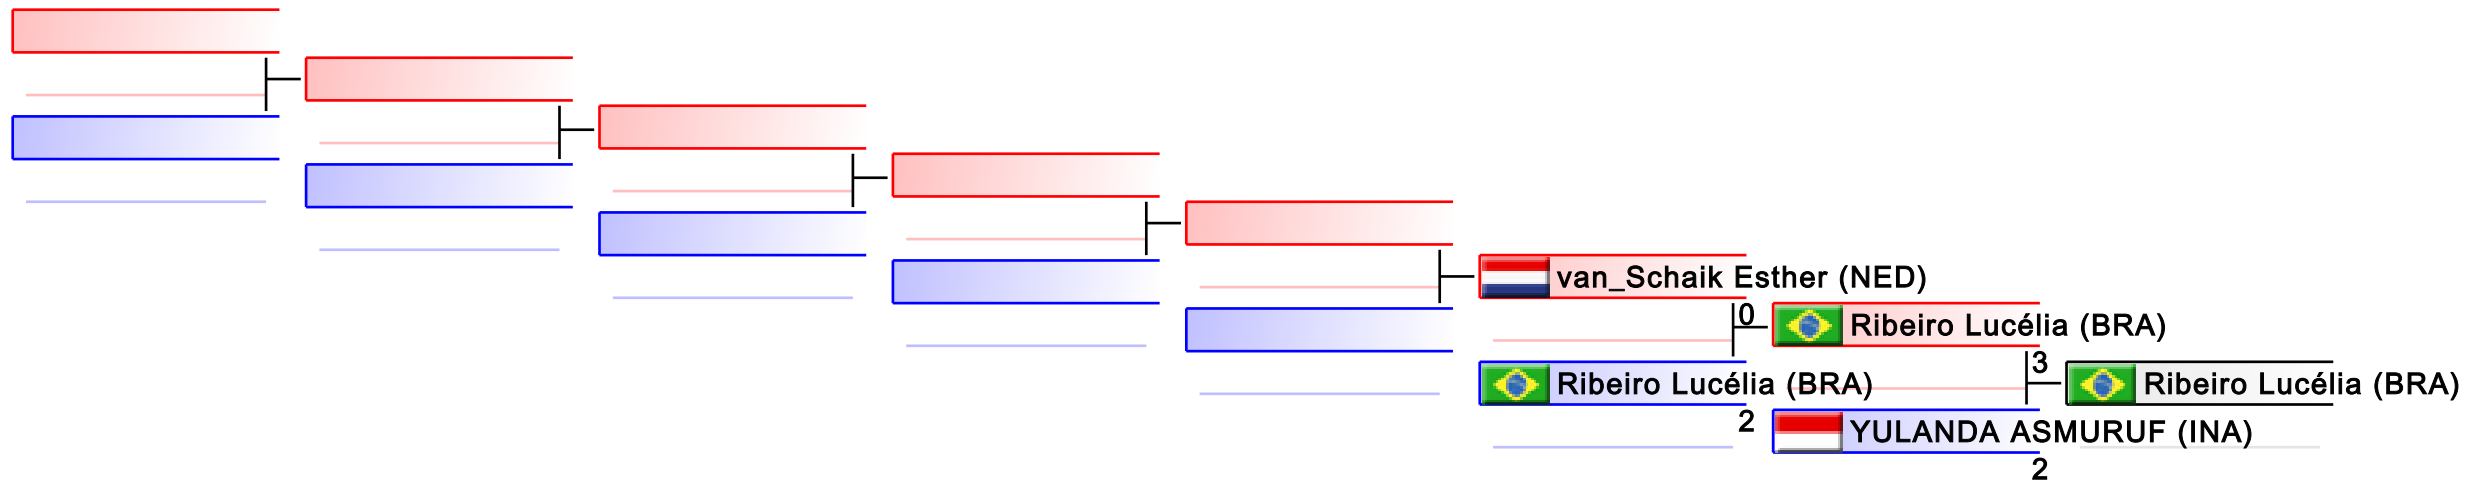 van_Schaik Esther (NED)
0
Ribeiro Lucélia (BRA)
3
Ribeiro Lucélia (BRA)
Ribeiro Lucélia (BRA)
2
YULANDA ASMURUF (INA)
2